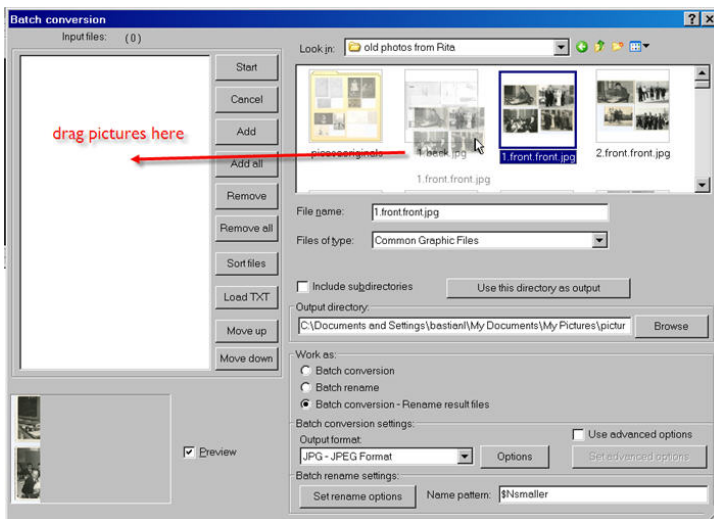 Batch conversion
Input files: (0)
Look in: old photos from Rita
drag pictures here
Start
Cancel
Add
Add all
Remove
Remove all
Sort files
Load TXT
Move up
Move down
picasaoriginals
1.back.jpg
1.front.front.jpg
2.front.front.jpg
1.front.front.jpg
File name: 1.front.front.jpg
Files of type: Common Graphic Files
Include subdirectories
Use this directory as output
Output directory:
C:\Documents and Settings\bastianl\My Documents\My Pictures\pictur
Browse
Work as:
Batch conversion
Batch rename
Batch conversion - Rename result files
Batch conversion settings:
Output format:
JPG - JPEG Format
Options
Use advanced options
Set advanced options
Preview
Batch rename settings:
Set rename options
Name pattern: $Nsmaller